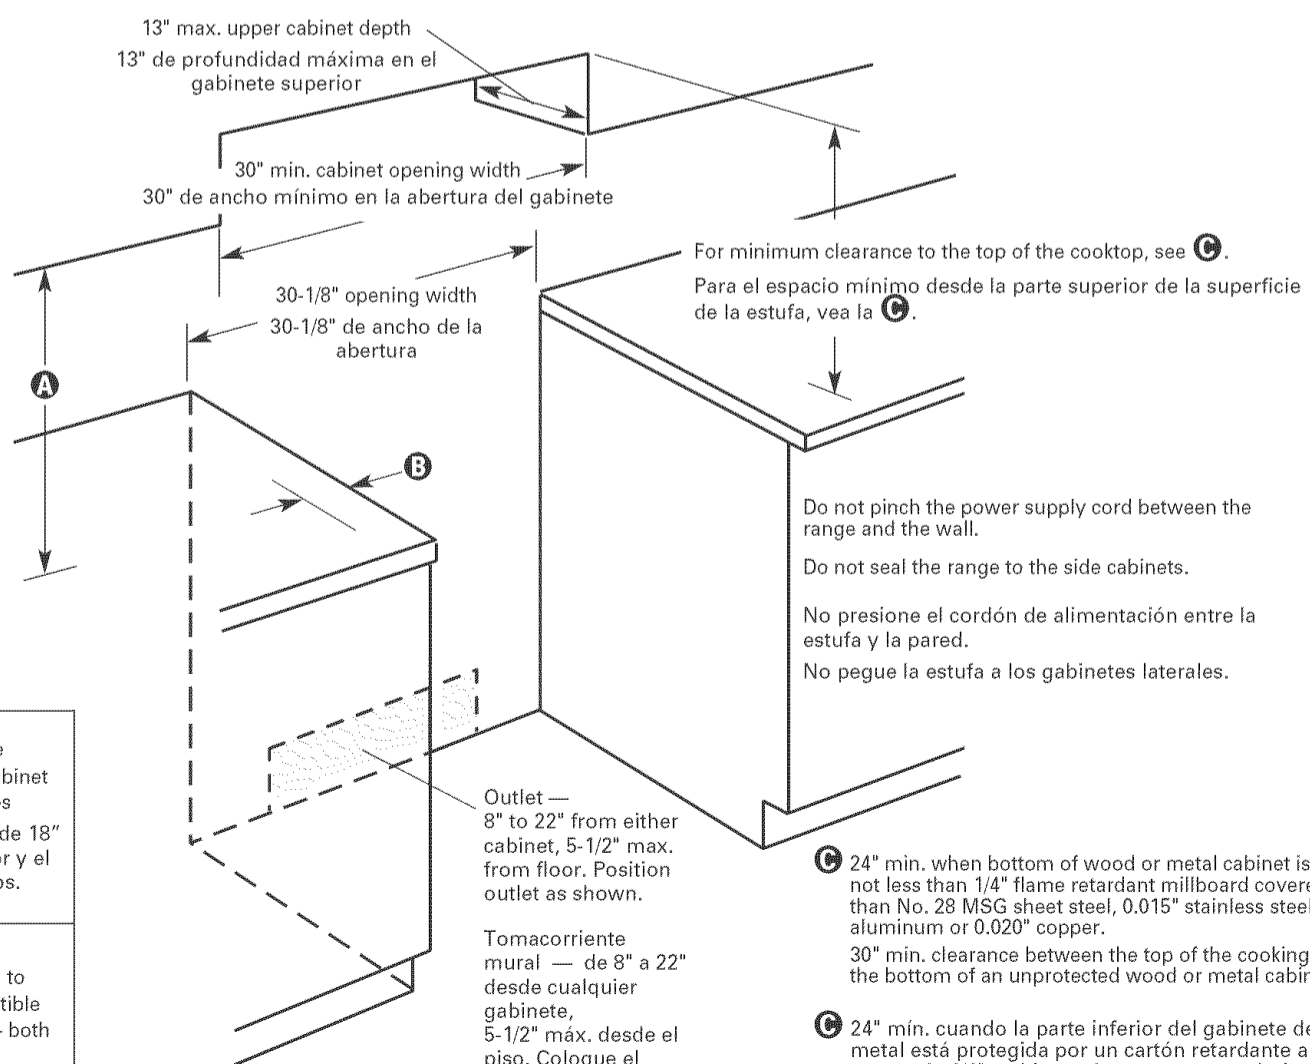 13" max. upper cabinet depth
13" de profundidad máxima en el
gabinete superior
30" min. cabinet opening width
30" de ancho mínimo en la abertura del gabinete
For minimum clearance to the top of the cooktop, see C.
Para el espacio mínimo desde la parte superior de la superficie
de la estufa, vea la C.
30-1/8" opening width
30-1/8" de ancho de la
abertura
A
B
Do not pinch the power supply cord between the
range and the wall.
Do not seal the range to the side cabinets.
No presione el cordón de alimentación entre la
estufa y la pared.
No pegue la estufa a los gabinetes laterales.
binet
de 18"
or y el
os.
to
tible
- both
Outlet —
8" to 22" from either
cabinet, 5-1/2" max.
from floor. Position
outlet as shown.
Tomacorriente
mural — de 8" a 22"
desde cualquier
gabinete,
5-1/2" máx. desde el
piso. Coloque el
C 24" min. when bottom of wood or metal cabinet is
not less than 1/4" flame retardant millboard covere
than No. 28 MSG sheet steel, 0.015" stainless steel
aluminum or 0.020" copper.
30" min. clearance between the top of the cooking
the bottom of an unprotected wood or metal cabin
C 24" mín. cuando la parte inferior del gabinete de
metal está protegida por un cartón retardante a